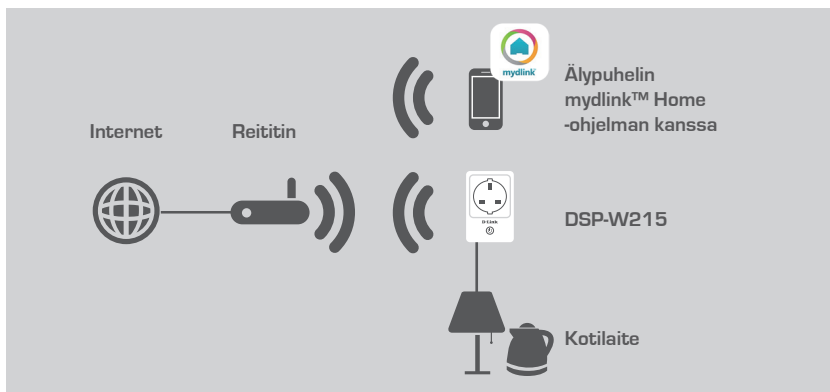 mydlink
Älypuhelin
mydlink™ Home
-ohjelman kanssa
Internet
Reititin
D-Link
DSP-W215
Kotilaite